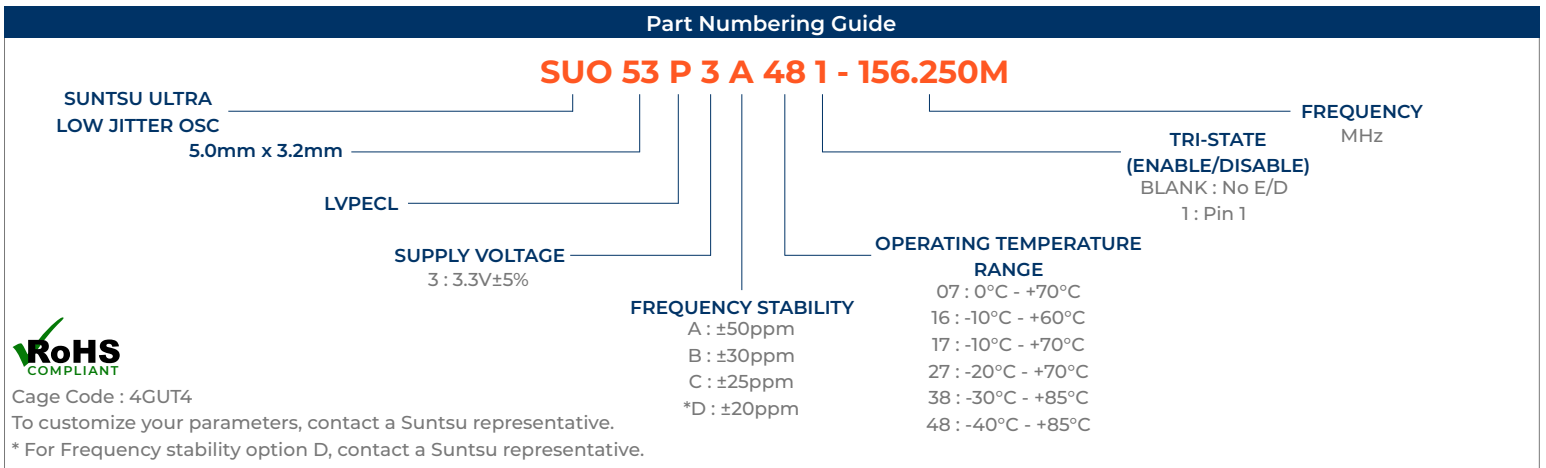 Part Numbering Guide
SUO 53 P 3 A 48 1 - 156.250M
SUNTSU ULTRA
LOW JITTER OSC
5.0mm x 3.2mm
LVPECL
SUPPLY VOLTAGE
3 : 3.3V±5%
FREQUENCY STABILITY
A : ±50ppm
B : ±30ppm
C : ±25ppm
*D : ±20ppm
OPERATING TEMPERATURE
RANGE
07 : 0°C - +70°C
16 : -10°C - +60°C
17 : -10°C - +70°C
27 : -20°C - +70°C
38 : -30°C - +85°C
48 : -40°C - +85°C
TRI-STATE
(ENABLE/DISABLE)
BLANK : No E/D
1 : Pin 1
FREQUENCY
MHz
RoHS
COMPLIANT
Cage Code : 4GUT4
To customize your parameters, contact a Suntsu representative.
* For Frequency stability option D, contact a Suntsu representative.